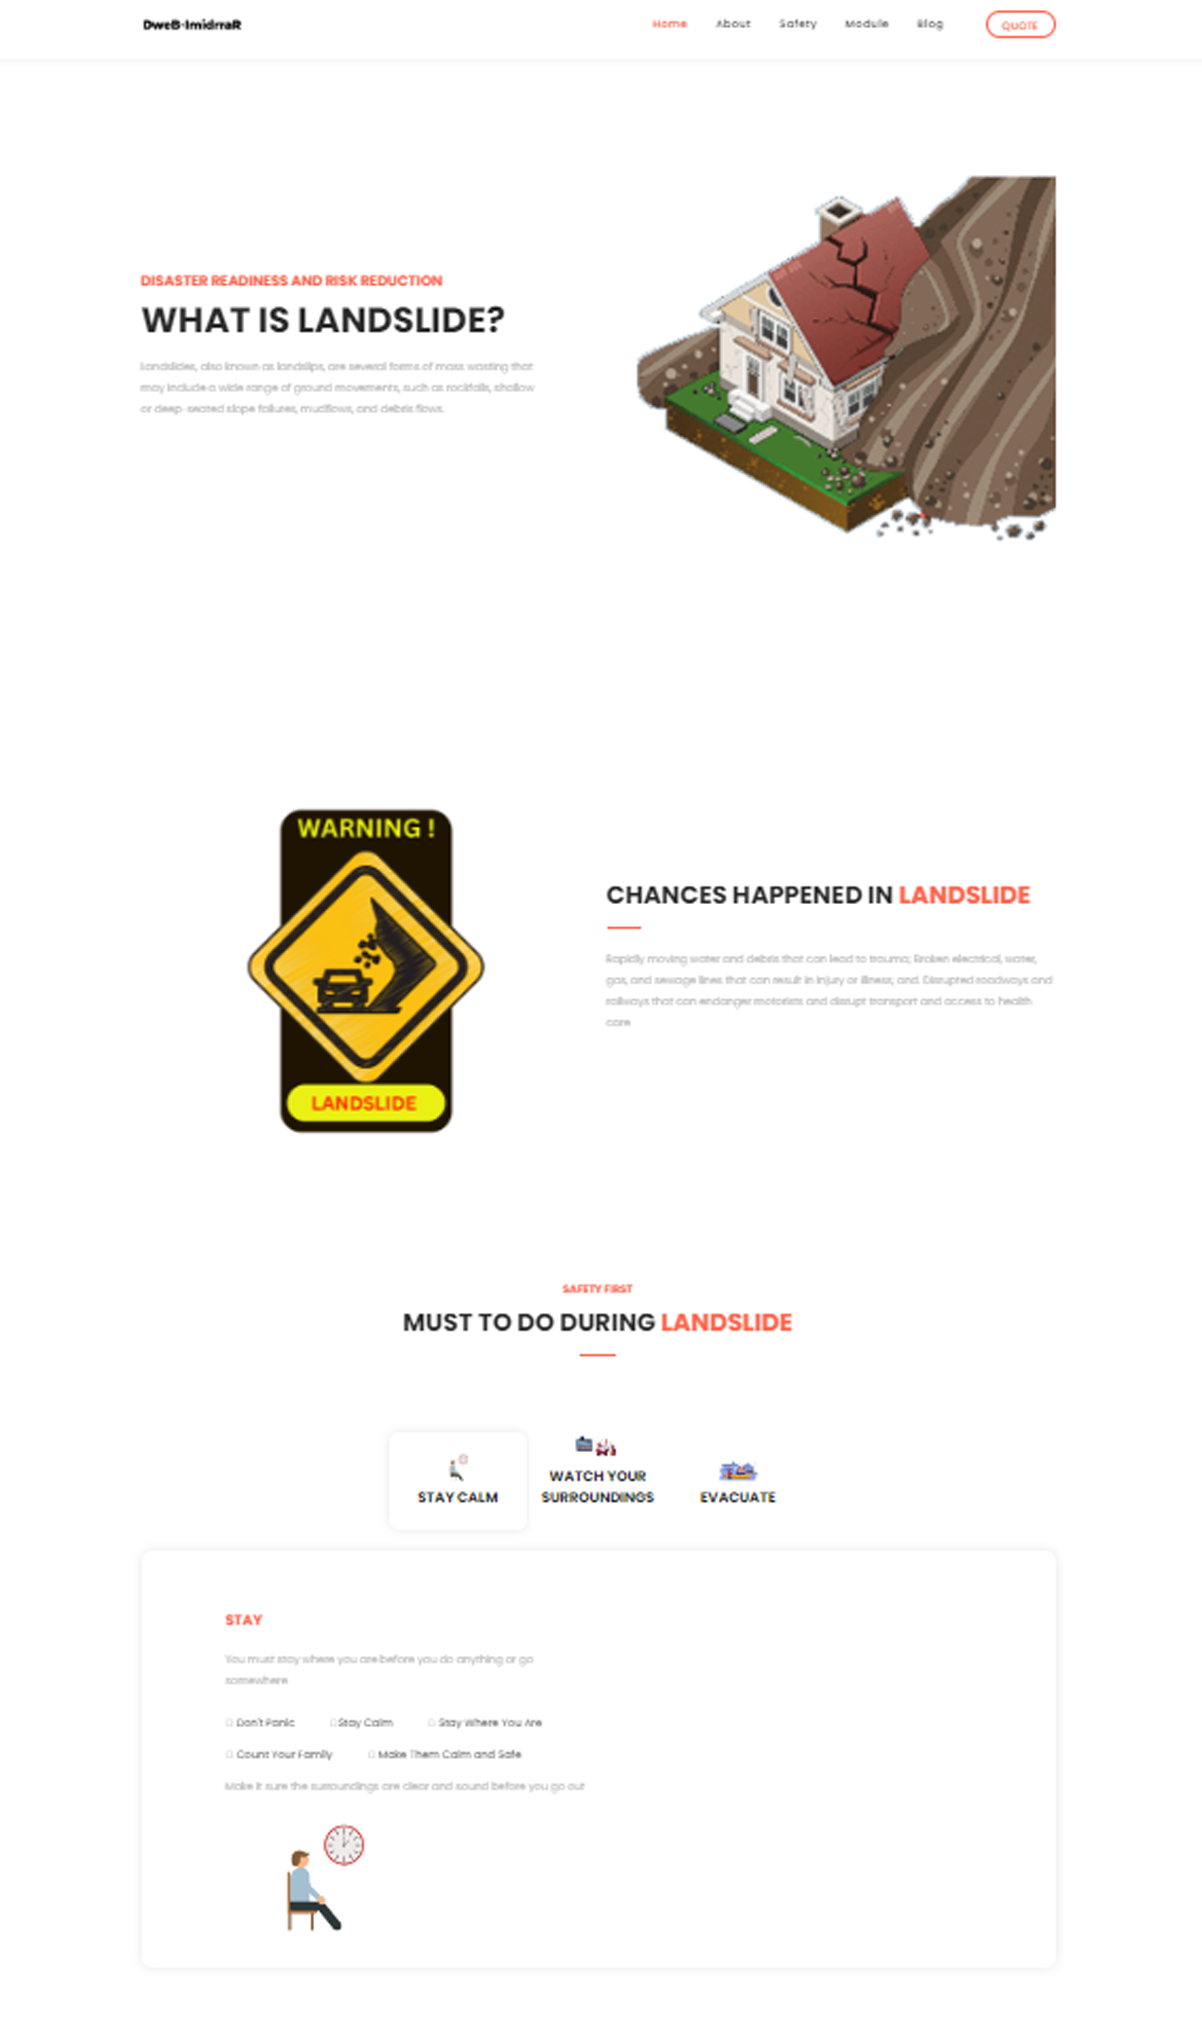 DweB-ImidrraR
Home About Safety Module Blog QUOTE
DISASTER READINESS AND RISK REDUCTION
WHAT IS LANDSLIDE?
Landslides, also known as landslips, are several forms of mass wasting that
may include a wide range of ground movements, such as rockfalls, shallow
or deep-seated slope failures, mudflows, and debris flows.
WARNING !
LANDSLIDE
CHANCES HAPPENED IN LANDSLIDE
Rapidly moving water and debris that can lead to trauma; Broken electrical, water,
gas, and sewage lines that can result in injury or illness; and. Disrupted roadways and
railways that can endanger motorists and disrupt transport and access to health
care
SAFETY FIRST
MUST TO DO DURING LANDSLIDE
STAY CALM
WATCH YOUR
SURROUNDINGS
EVACUATE
STAY
You must stay where you are before you do anything or go
somewhere
Don't Panic Stay Calm Stay Where You Are
Count Your Family Make Them Calm and Safe
Make it sure the surroundings are clear and sound before you go out